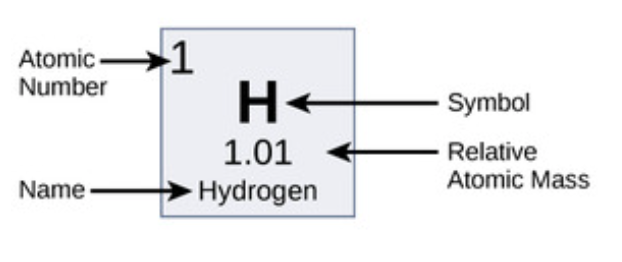 Atomic
Number
1
H
Symbol
1.01
Relative
Atomic Mass
Name
Hydrogen